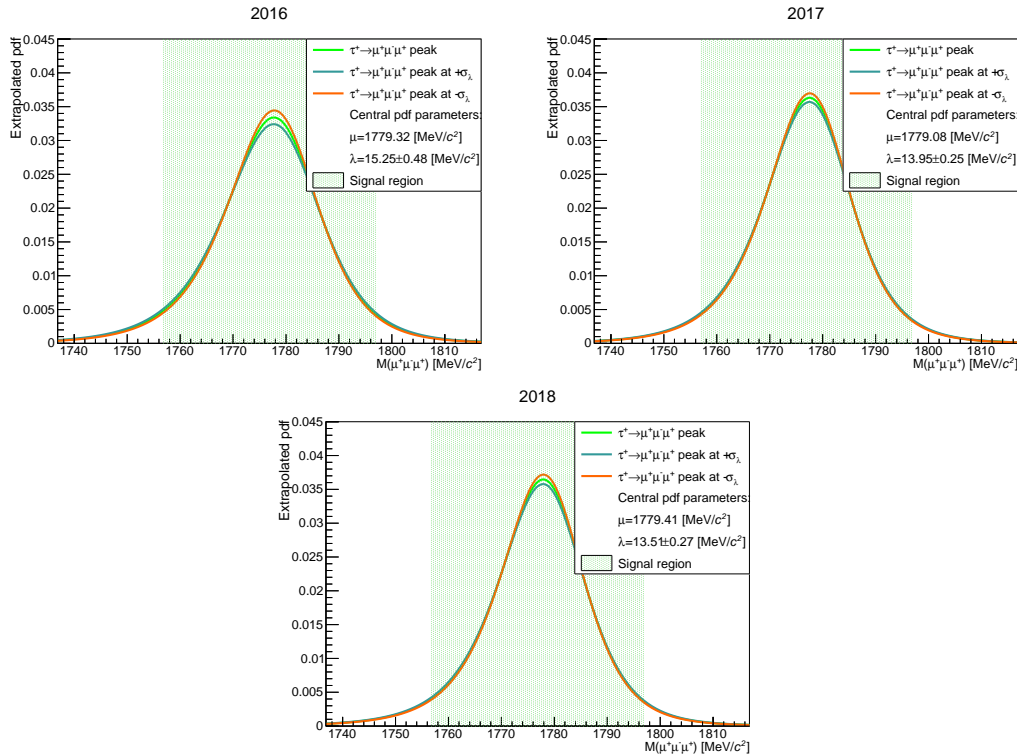 2016
Extrapolated pdf
0.045
0.04
0.035
0.03
0.025
0.02
0.015
0.01
0.005
0
τ⁺→μ⁺μ⁻μ⁺ peak
τ⁺→μ⁺μ⁻μ⁺ peak at +σ_λ
τ⁺→μ⁺μ⁻μ⁺ peak at -σ_λ
Central pdf parameters:
μ=1779.32 [MeV/c²]
λ=15.25±0.48 [MeV/c²]
Signal region
1740 1750 1760 1770 1780 1790 1800 1810
M(μ⁺μ⁻μ⁺) [MeV/c²]
2017
Extrapolated pdf
0.045
0.04
0.035
0.03
0.025
0.02
0.015
0.01
0.005
0
τ⁺→μ⁺μ⁻μ⁺ peak
τ⁺→μ⁺μ⁻μ⁺ peak at +σ_λ
τ⁺→μ⁺μ⁻μ⁺ peak at -σ_λ
Central pdf parameters:
μ=1779.08 [MeV/c²]
λ=13.95±0.25 [MeV/c²]
Signal region
1740 1750 1760 1770 1780 1790 1800 1810
M(μ⁺μ⁻μ⁺) [MeV/c²]
2018
Extrapolated pdf
0.045
0.04
0.035
0.03
0.025
0.02
0.015
0.01
0.005
0
τ⁺→μ⁺μ⁻μ⁺ peak
τ⁺→μ⁺μ⁻μ⁺ peak at +σ_λ
τ⁺→μ⁺μ⁻μ⁺ peak at -σ_λ
Central pdf parameters:
μ=1779.41 [MeV/c²]
λ=13.51±0.27 [MeV/c²]
Signal region
1740 1750 1760 1770 1780 1790 1800 1810
M(μ⁺μ⁻μ⁺) [MeV/c²]